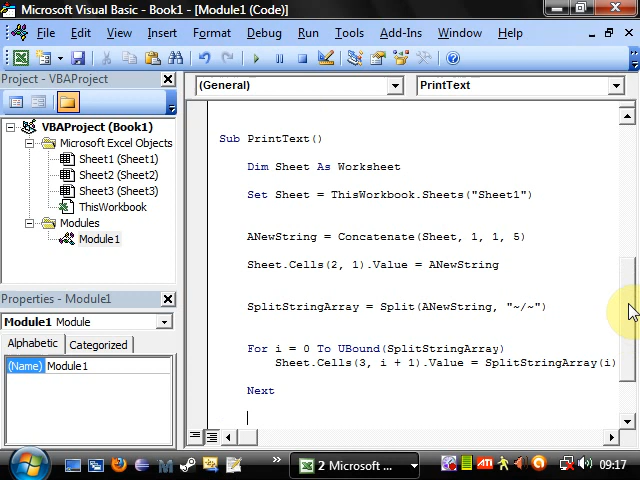 Microsoft Visual Basic - Book1 - [Module1 (Code)]
File Edit View Insert Format Debug Run Tools Add-Ins Window Help
Project - VBAProject
(General) PrintText
VBAProject (Book1)
Microsoft Excel Objects
Sheet1 (Sheet1)
Sheet2 (Sheet2)
Sheet3 (Sheet3)
ThisWorkbook
Modules
Module1
Properties - Module1
Module1 Module
Alphabetic Categorized
(Name) Module1
Sub PrintText()
Dim Sheet As Worksheet
Set Sheet = ThisWorkbook.Sheets("Sheet1")
ANewString = Concatenate(Sheet, 1, 1, 5)
Sheet.Cells(2, 1).Value = ANewString
SplitStringArray = Split(ANewString, "~/~")
For i = 0 To UBound(SplitStringArray)
Sheet.Cells(3, i + 1).Value = SplitStringArray(i)
Next
2 Microsoft ...
ATI
09:17